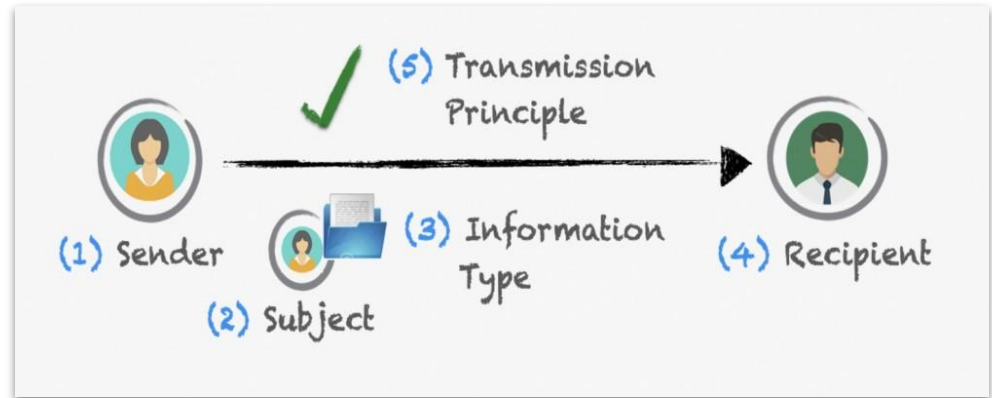 (5) Transmission
Principle
(1) Sender
(3) Information
Type
(4) Recipient
(2) Subject